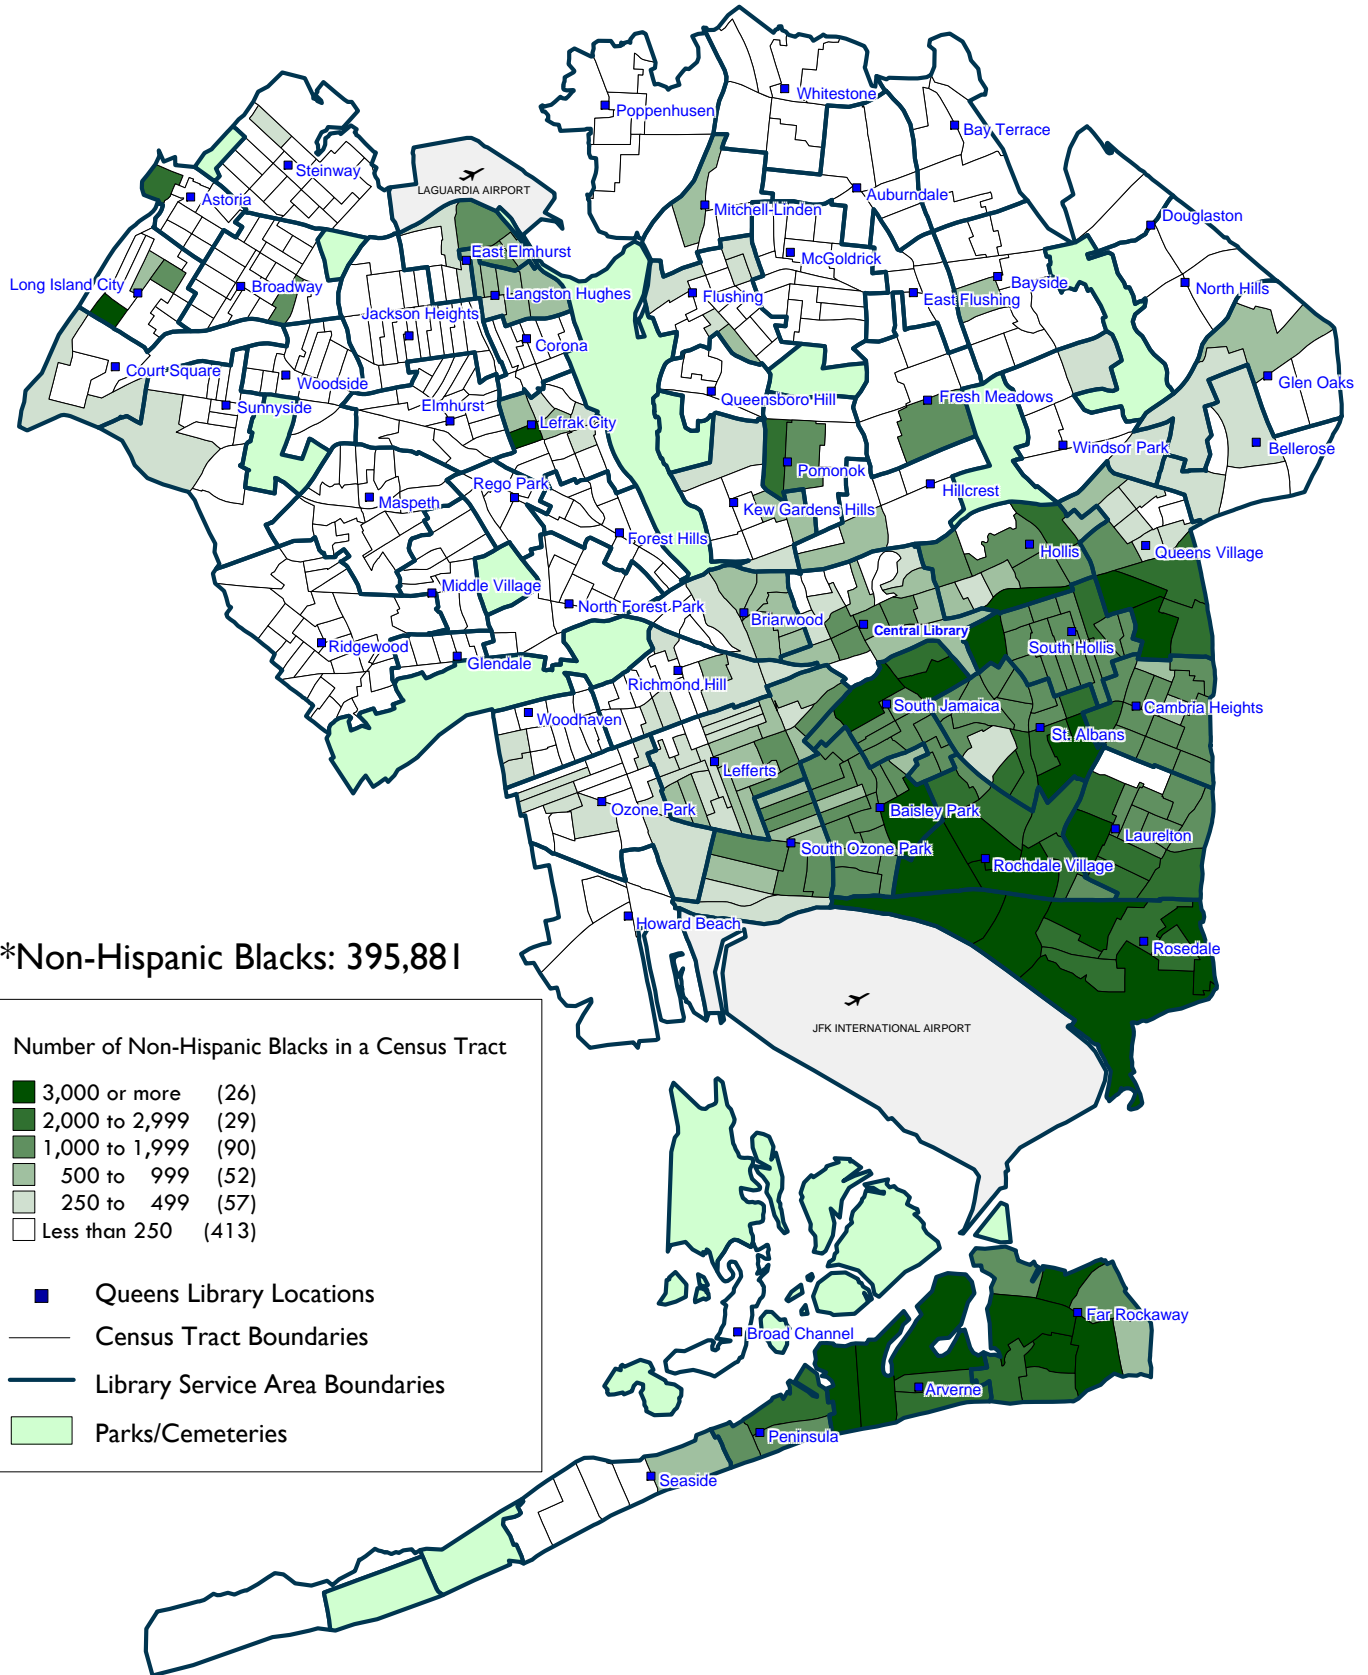 Whitestone
Poppenhusen
Bay Terrace
Steinway
LAGUARDIA AIRPORT
Astoria
Auburndale
Mitchell-Linden
Douglaston
East Elmhurst
McGoldrick
Long Island City
Broadway
Langston Hughes
Flushing
East Flushing
Bayside
North Hills
Jackson Heights
Corona
Court Square
Woodside
Glen Oaks
Sunnyside
Elmhurst
Queensboro Hill
Fresh Meadows
Lefrak City
Windsor Park
Bellerose
Pomonok
Rego Park
Maspeth
Hillcrest
Kew Gardens Hills
Forest Hills
Hollis
Queens Village
Middle Village
North Forest Park
Briarwood
Central Library
Ridgewood
South Hollis
Glendale
Richmond Hill
Woodhaven
South Jamaica
Cambria Heights
St. Albans
Lefferts
Ozone Park
Baisley Park
Laurelton
South Ozone Park
Rochdale Village
Howard Beach
Rosedale
*Non-Hispanic Blacks: 395,881
JFK INTERNATIONAL AIRPORT
Number of Non-Hispanic Blacks in a Census Tract
3,000 or more (26)
2,000 to 2,999 (29)
1,000 to 1,999 (90)
500 to 999 (52)
250 to 499 (57)
Less than 250 (413)
Queens Library Locations
Census Tract Boundaries
Library Service Area Boundaries
Parks/Cemeteries
Far Rockaway
Broad Channel
Arverne
Peninsula
Seaside